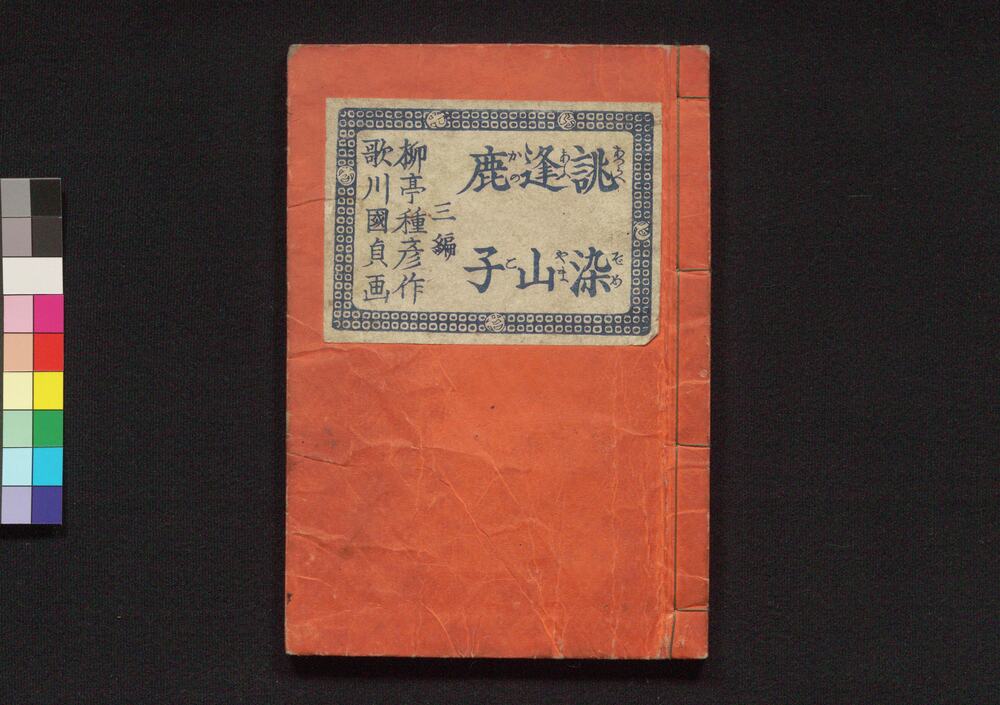 誂染
逢山
鹿子
三編
柳亭種彦作
歌川國貞画